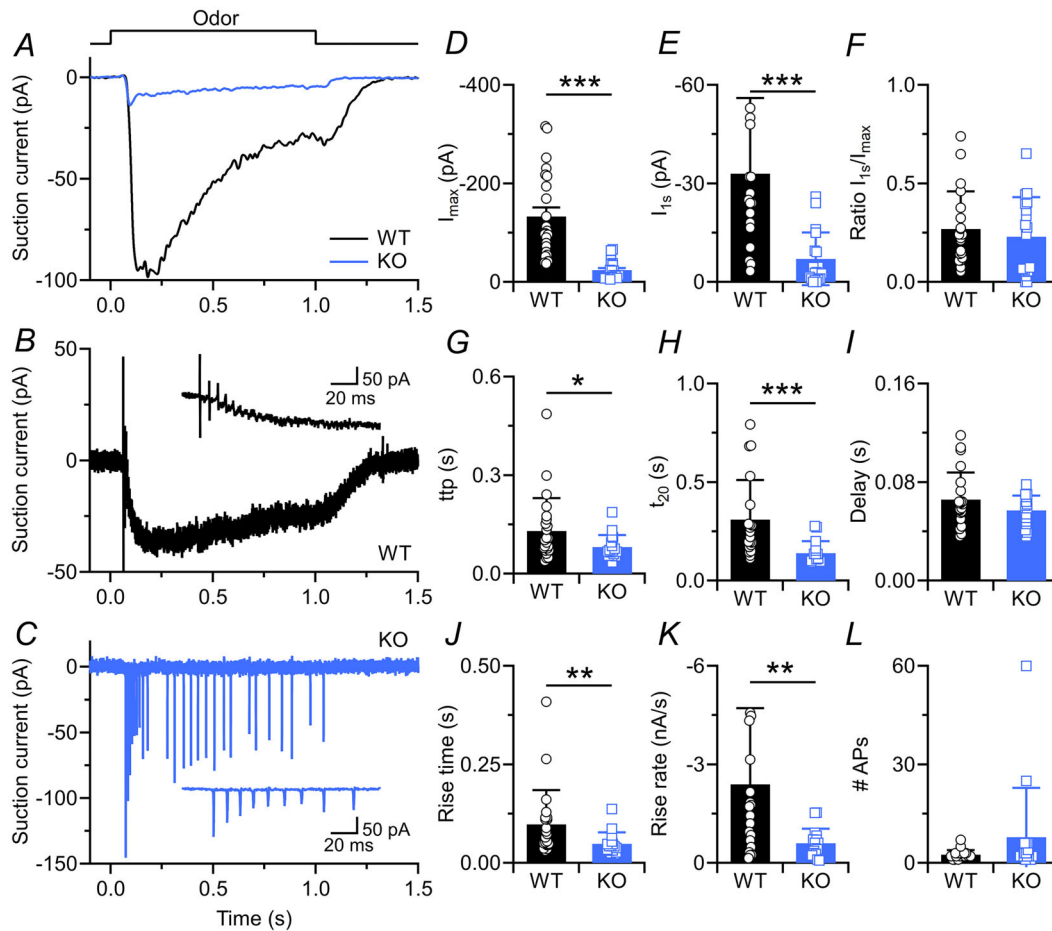 Odor
A
Suction current (pA)
0
-50
-100
WT
KO
0.0 0.5 1.0 1.5
B
Suction current (pA)
50
0
-50
50 pA
20 ms
WT
0.0 0.5 1.0 1.5
C
Suction current (pA)
0
-50
-100
-150
KO
50 pA
20 ms
0.0 0.5 1.0 1.5
Time (s)
D
Imax (pA)
-400
-200
0
***
WT KO
E
I1s (pA)
-60
-30
0
***
WT KO
F
Ratio I1s/Imax
1.0
0.5
0.0
WT KO
G
ttp (s)
0.6
0.3
0.0
*
WT KO
H
t20 (s)
1.0
0.5
0.0
***
WT KO
I
Delay (s)
0.16
0.08
0.00
WT KO
J
Rise time (s)
0.50
0.25
0.00
**
WT KO
K
Rise rate (nA/s)
-6
-3
0
**
WT KO
L
# APs
60
30
0
WT KO